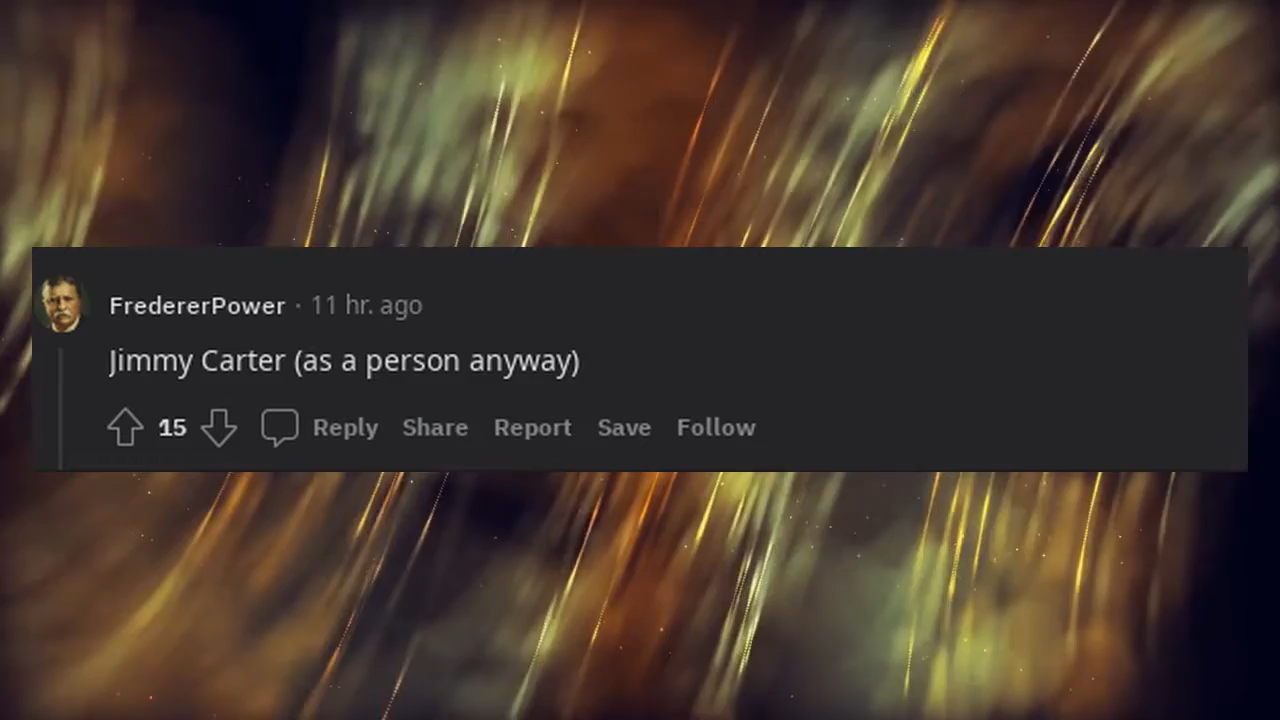 FredererPower · 11 hr. ago
Jimmy Carter (as a person anyway)
15 Reply Share Report Save Follow